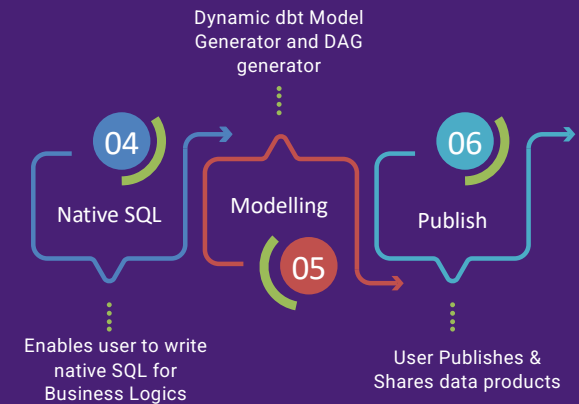 Dynamic dbt Model
Generator and DAG
generator
04
Native SQL
Enables user to write
native SQL for
Business Logics
Modelling
05
06
Publish
User Publishes &
Shares data products